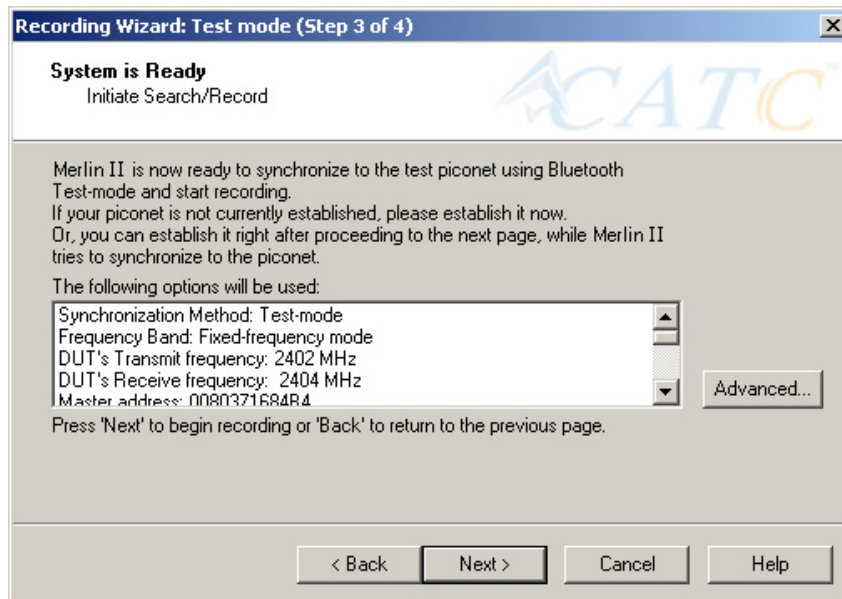 Recording Wizard: Test mode (Step 3 of 4)
System is Ready
Initiate Search/Record
CATC
Merlin II is now ready to synchronize to the test piconet using Bluetooth
Test-mode and start recording.
If your piconet is not currently established, please establish it now.
Or, you can establish it right after proceeding to the next page, while Merlin II
tries to synchronize to the piconet.
The following options will be used:
Synchronization Method: Test-mode
Frequency Band: Fixed-frequency mode
DUT's Transmit frequency: 2402 MHz
DUT's Receive frequency:  2404 MHz
Master address: 0080371684B4
Advanced...
Press 'Next' to begin recording or 'Back' to return to the previous page.
< Back Next > Cancel Help